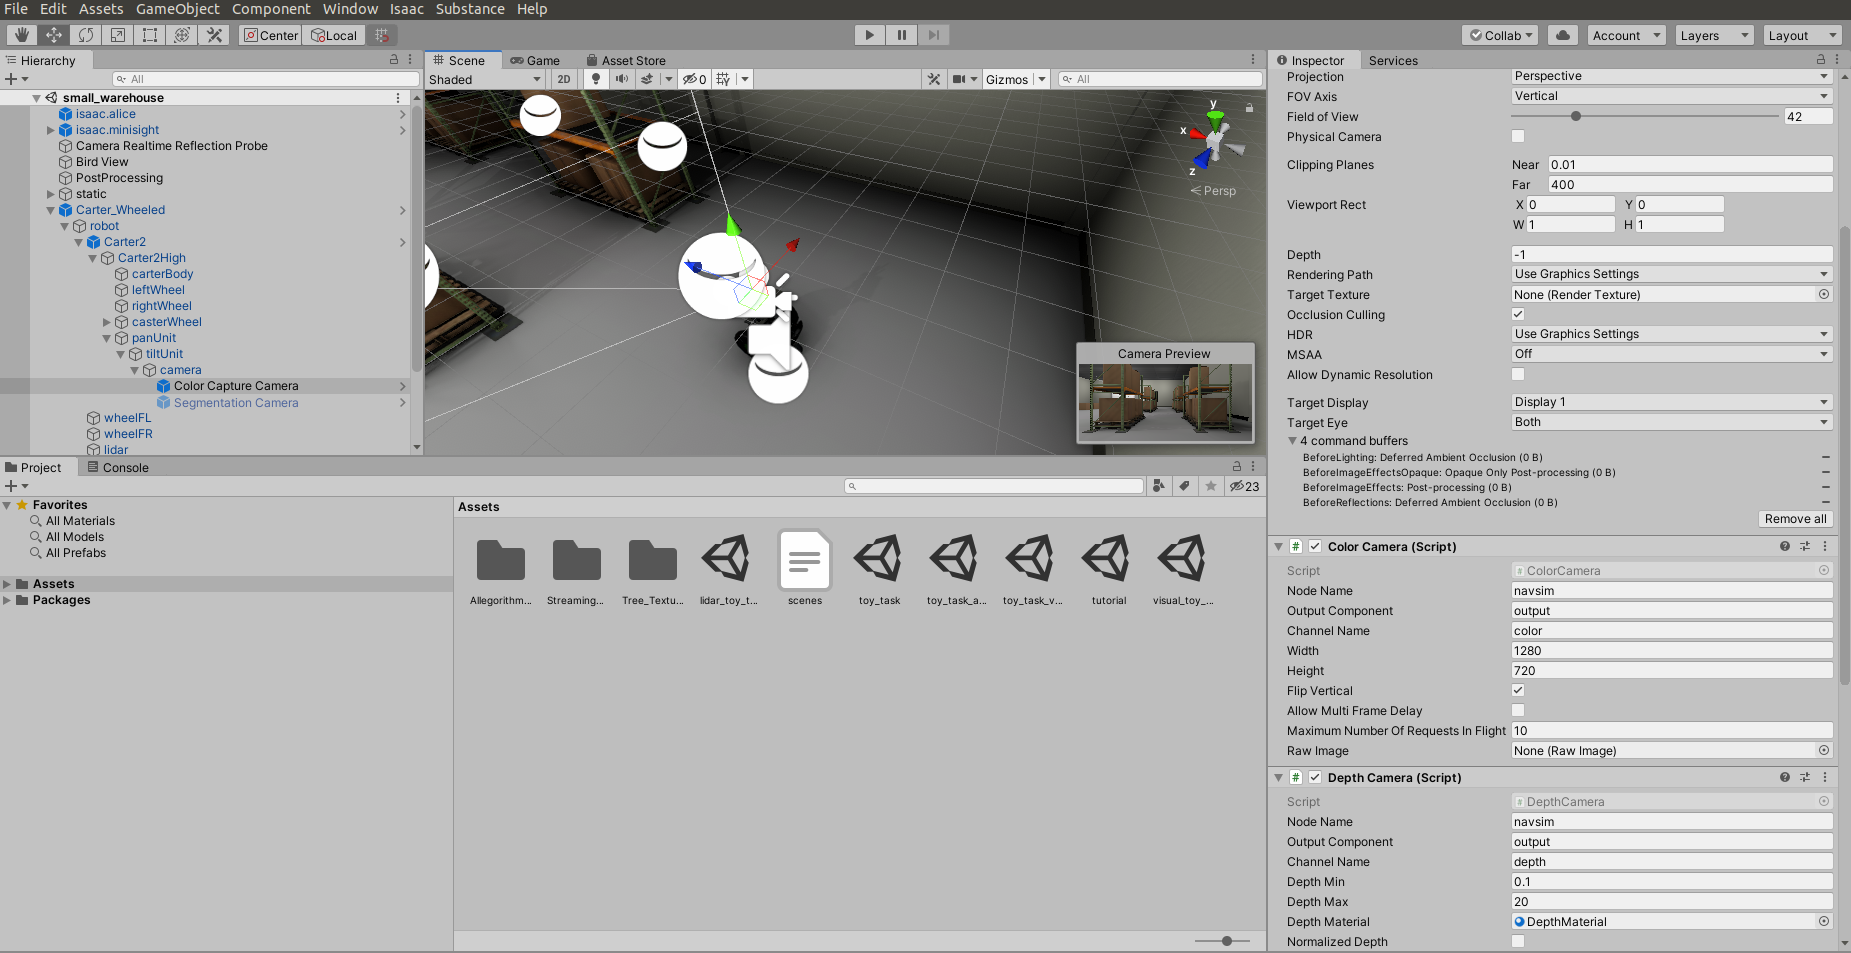 File Edit Assets GameObject Component Window Isaac Substance Help
Center Local Collab Account Layers Layout
Hierarchy
All
small_warehouse
isaac.alice
isaac.minisight
Camera Realtime Reflection Probe
Bird View
PostProcessing
static
Carter_Wheeled
robot
Carter2
Carter2High
carterBody
leftWheel
rightWheel
casterWheel
panUnit
tiltUnit
camera
Color Capture Camera
Segmentation Camera
wheelFL
wheelFR
lidar
Scene Game Asset Store
Shaded 2D 0 Gizmos All
y
x
z
Persp
Camera Preview
Project Console
23
Favorites
All Materials
All Models
All Prefabs
Assets
Packages
Assets
Allegorithm... Streaming... Tree_Textu... lidar_toy_t... scenes toy_task toy_task_a... toy_task_v... tutorial visual_toy_...
Inspector Services
Projection Perspective
FOV Axis Vertical
Field of View 42
Physical Camera
Clipping Planes Near 0.01
Far 400
Viewport Rect X 0 Y 0
W 1 H 1
Depth -1
Rendering Path Use Graphics Settings
Target Texture None (Render Texture)
Occlusion Culling
HDR Use Graphics Settings
MSAA Off
Allow Dynamic Resolution
Target Display Display 1
Target Eye Both
4 command buffers
BeforeLighting: Deferred Ambient Occlusion (0 B)
BeforeImageEffectsOpaque: Opaque Only Post-processing (0 B)
BeforeImageEffects: Post-processing (0 B)
BeforeReflections: Deferred Ambient Occlusion (0 B)
Remove all
# Color Camera (Script)
Script # ColorCamera
Node Name navsim
Output Component output
Channel Name color
Width 1280
Height 720
Flip Vertical
Allow Multi Frame Delay
Maximum Number Of Requests In Flight 10
Raw Image None (Raw Image)
# Depth Camera (Script)
Script # DepthCamera
Node Name navsim
Output Component output
Channel Name depth
Depth Min 0.1
Depth Max 20
Depth Material DepthMaterial
Normalized Depth